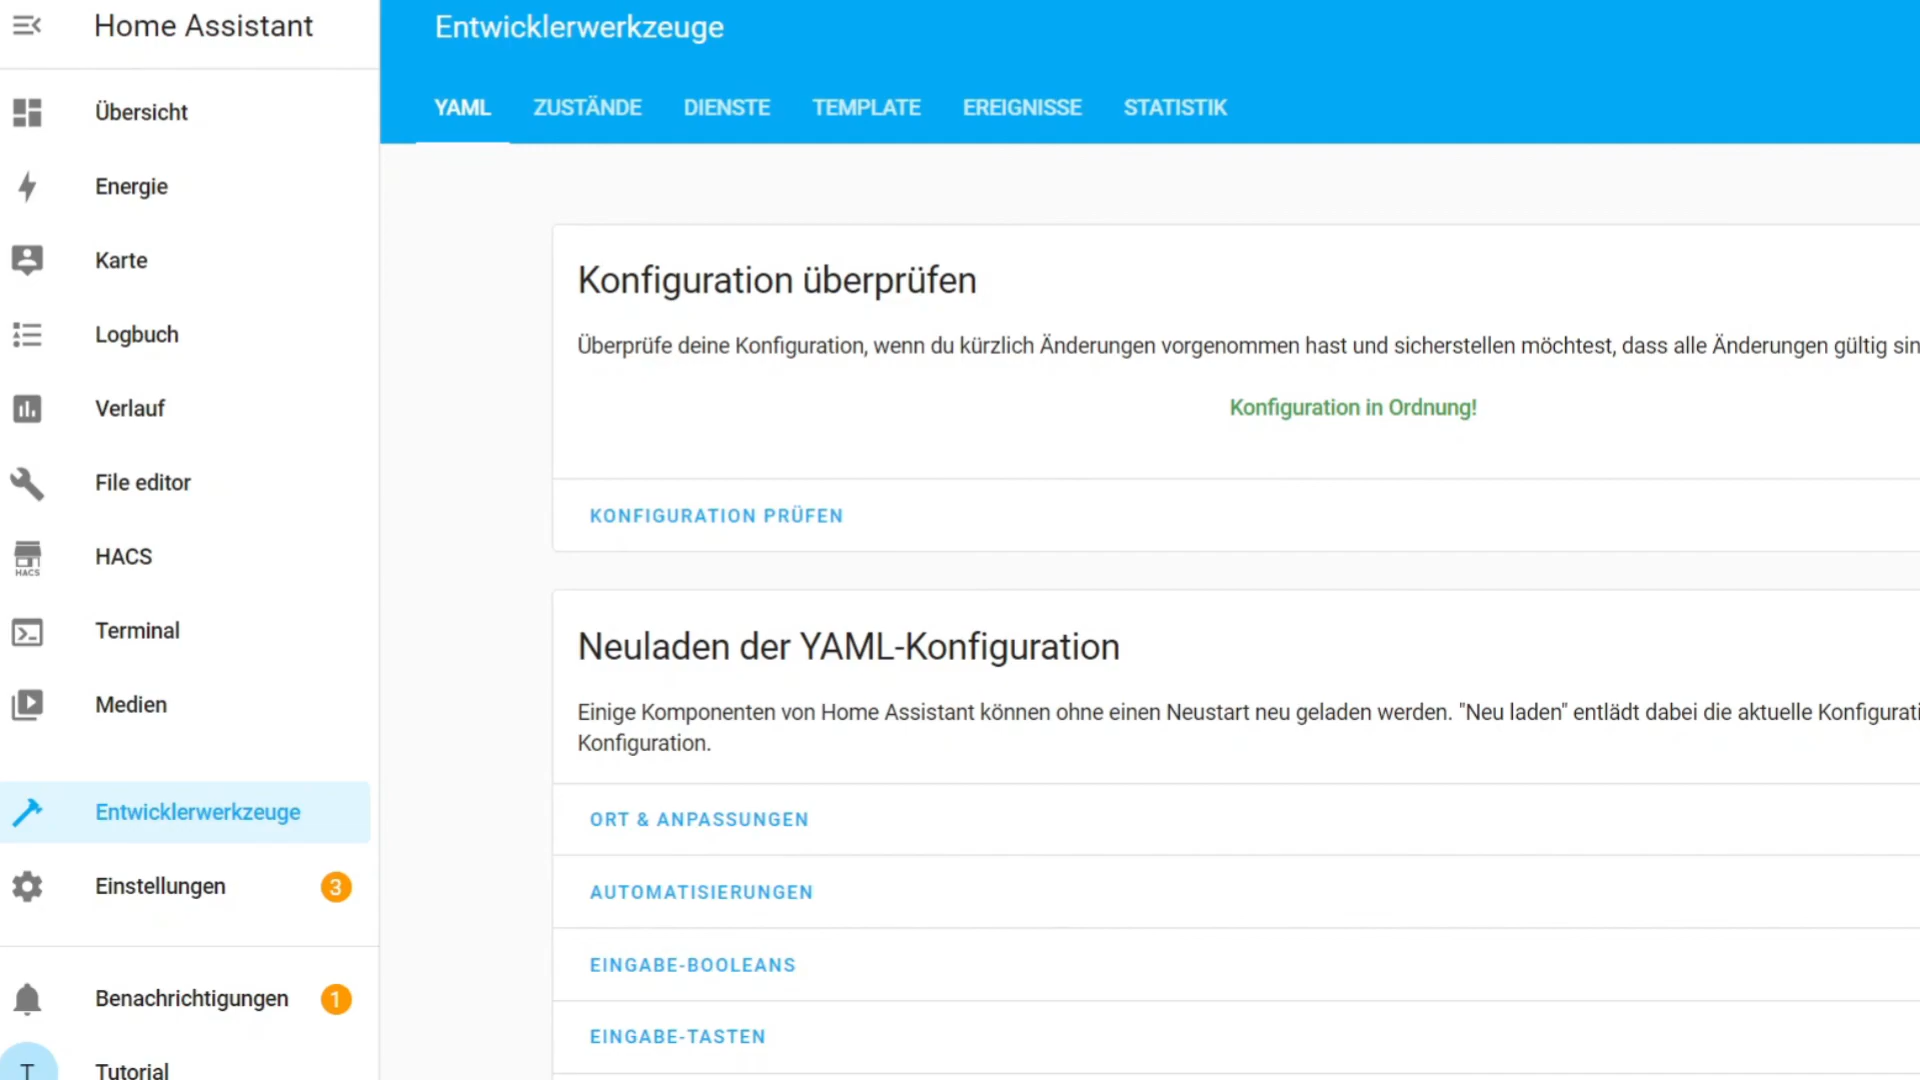 Home Assistant
Übersicht
Energie
Karte
Logbuch
Verlauf
File editor
HACS
HACS
Terminal
Medien
Entwicklerwerkzeuge
Einstellungen 3
Benachrichtigungen 1
T Tutorial
Entwicklerwerkzeuge
YAML ZUSTÄNDE DIENSTE TEMPLATE EREIGNISSE STATISTIK
Konfiguration überprüfen
Überprüfe deine Konfiguration, wenn du kürzlich Änderungen vorgenommen hast und sicherstellen möchtest, dass alle Änderungen gültig sin
Konfiguration in Ordnung!
KONFIGURATION PRÜFEN
Neuladen der YAML-Konfiguration
Einige Komponenten von Home Assistant können ohne einen Neustart neu geladen werden. "Neu laden" entlädt dabei die aktuelle Konfigurati
Konfiguration.
ORT & ANPASSUNGEN
AUTOMATISIERUNGEN
EINGABE-BOOLEANS
EINGABE-TASTEN